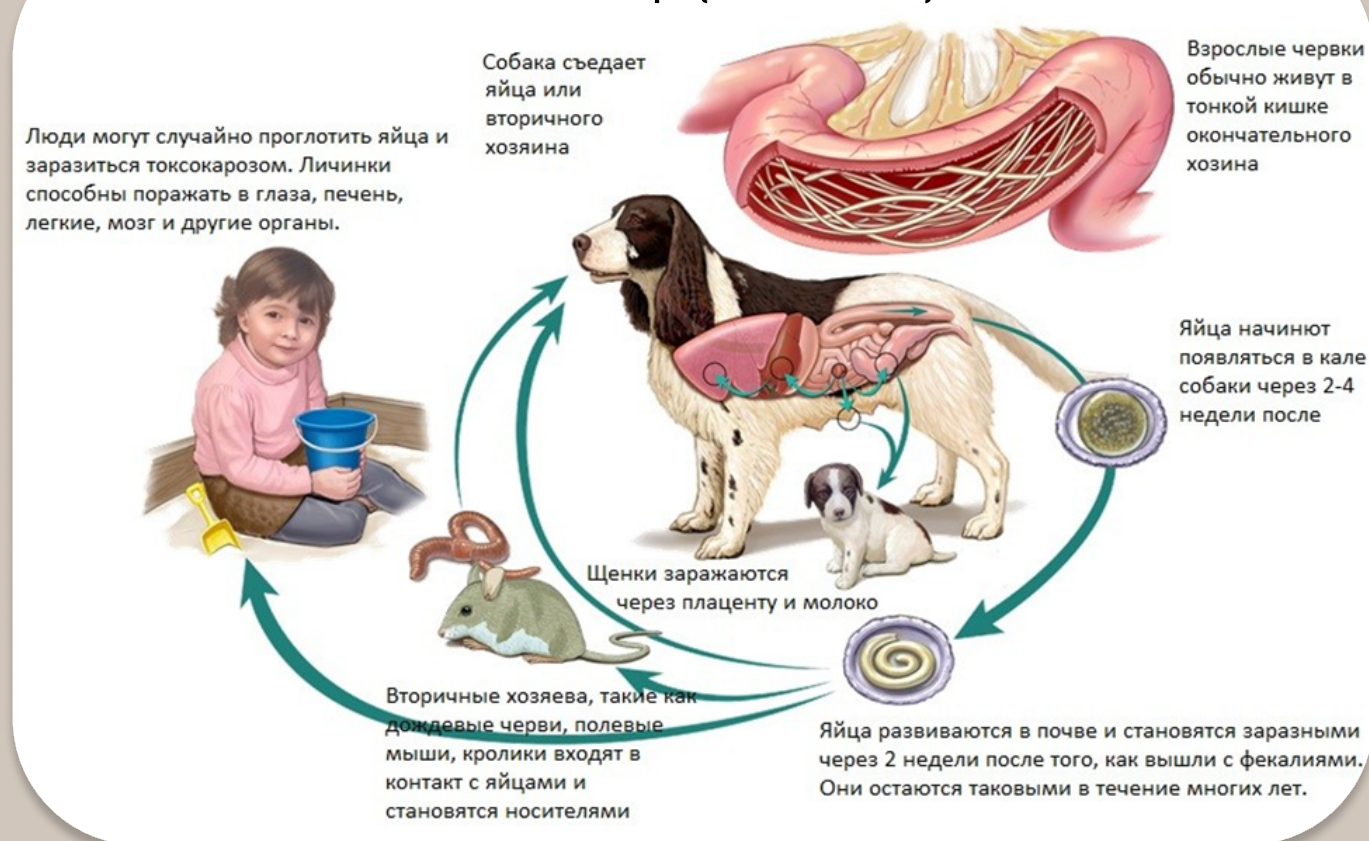 Собака съедает
яйца или
вторичного
хозяина
Взрослые червки
обычно живут в
тонкой кишке
окончательного
хозина
Люди могут случайно проглотить яйца и
заразиться токсокарозом. Личинки
способны поражать в глаза, печень,
легкие, мозг и другие органы.
Яйца начинют
появляться в кале
собаки через 2-4
недели после
Щенки заражаются
через плаценту и молоко
Вторичные хозяева, такие как
дождевые черви, полевые
мыши, кролики входят в
контакт с яйцами и
становятся носителями
Яйца развиваются в почве и становятся заразными
через 2 недели после того, как вышли с фекалиями.
Они остаются таковыми в течение многих лет.